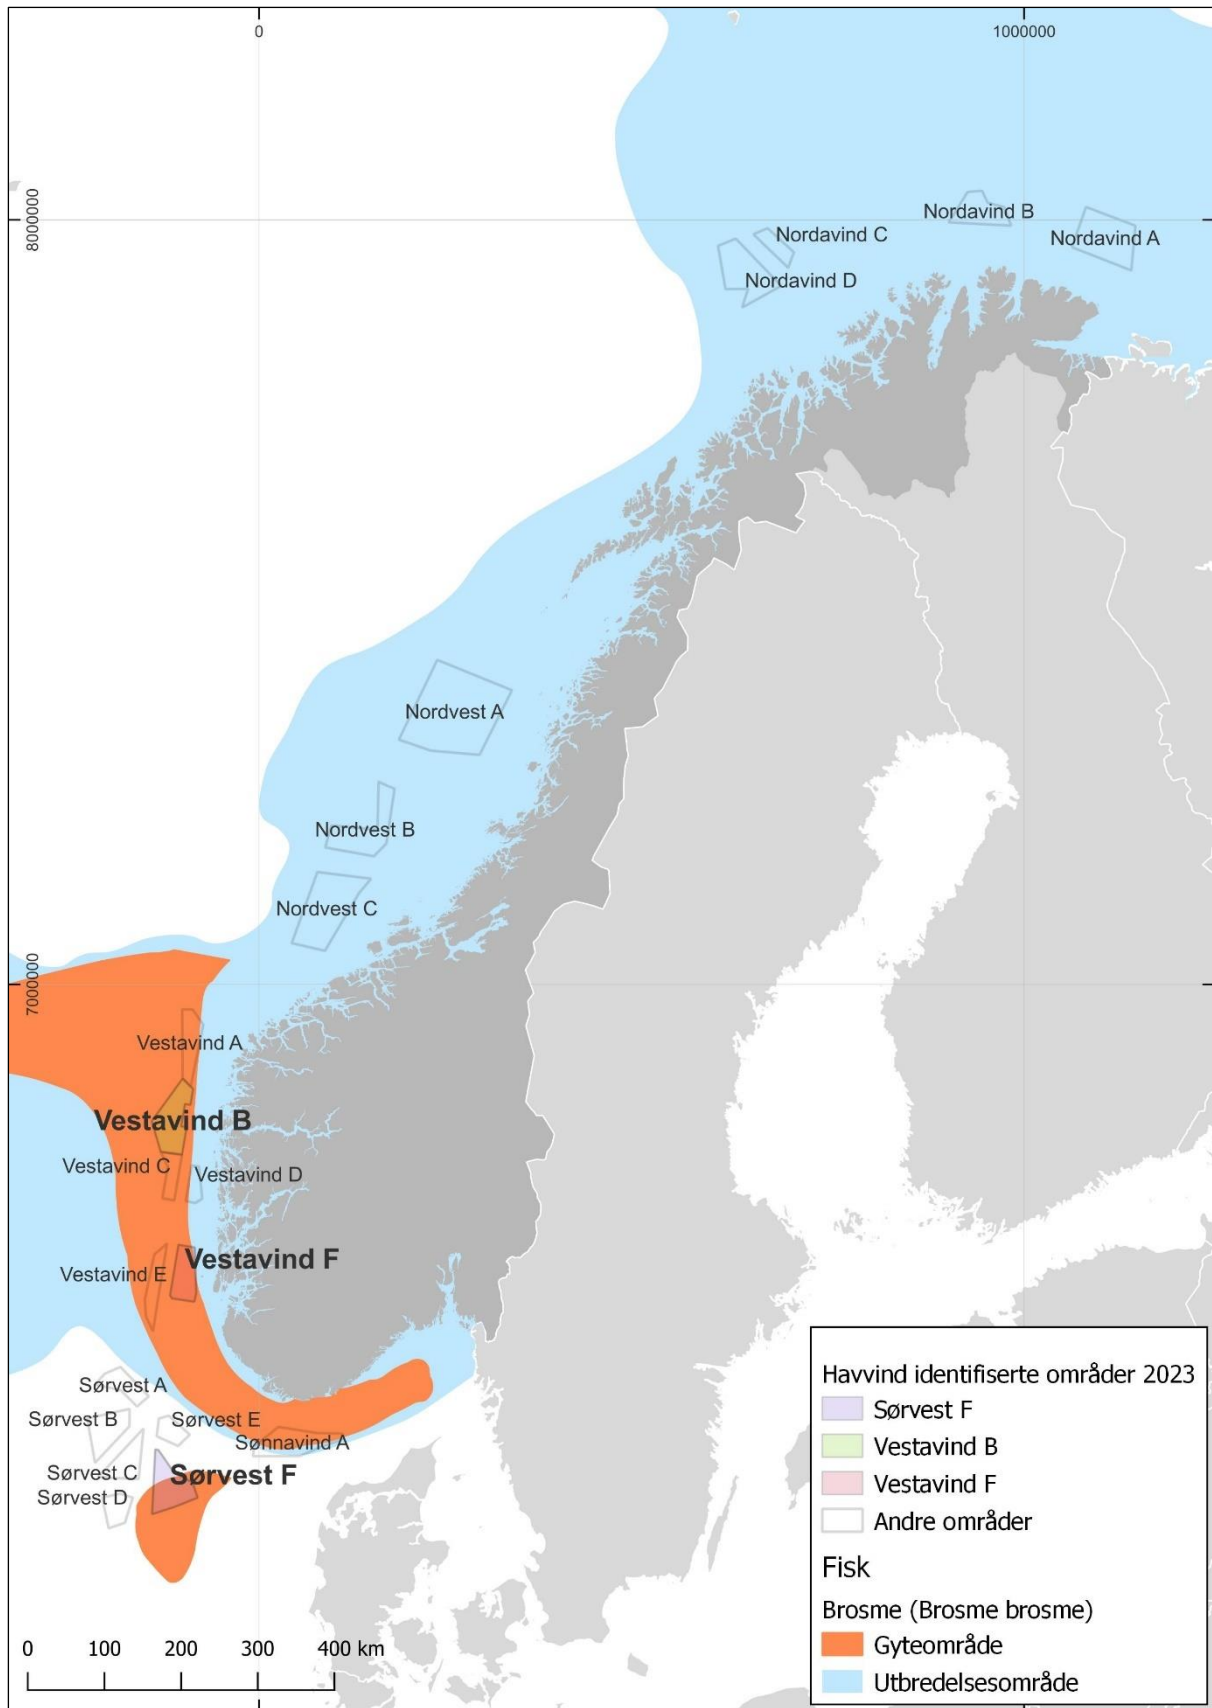 0
1000000
8000000
Nordavind B
Nordavind C
Nordavind A
Nordavind D
Nordvest A
Nordvest B
Nordvest C
7000000
Vestavind A
Vestavind B
Vestavind C
Vestavind D
Vestavind F
Vestavind E
Sørvest A
Sørvest B
Sørvest E
Sønnavind A
Sørvest C
Sørvest F
Sørvest D
0 100 200 300 400 km
Havvind identifiserte områder 2023
Sørvest F
Vestavind B
Vestavind F
Andre områder
Fisk
Brosme (Brosme brosme)
Gyteområde
Utbredelsesområde